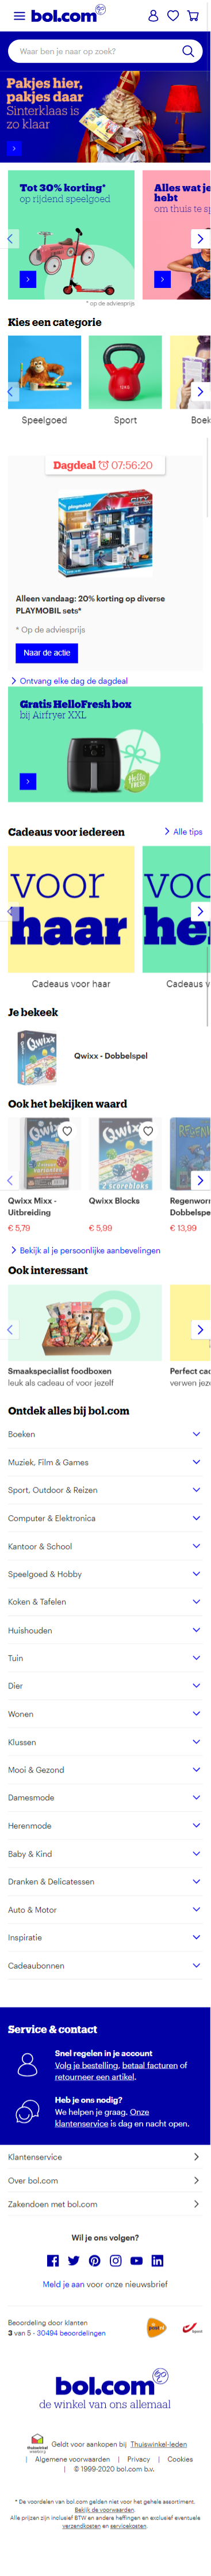 bol.com
Waar ben je naar op zoek?
Pakjes hier,
pakjes daar
Sinterklaas is
zo klaar
Tot 30% korting*
op rijdend speelgoed
Alles wat je
hebt
om thuis te s
* op de adviesprijs
Kies een categorie
Speelgoed
Sport
Boek
Dagdeal 07:56:20
Alleen vandaag: 20% korting op diverse
PLAYMOBIL sets*
* Op de adviesprijs
Naar de actie
Ontvang elke dag de dagdeal
Gratis HelloFresh box
bij Airfryer XXL
Cadeaus voor iedereen
Alle tips
voor
haar
voo
he
Cadeaus voor haar
Cadeaus v
Je bekeek
Qwixx
Qwixx - Dobbelspel
Ook het bekijken waard
Qwixx Mixx -
Uitbreiding
Qwixx Blocks
Regenworm
Dobbelspe
€ 5,79
€ 5,99
€ 13,99
Bekijk al je persoonlijke aanbevelingen
Ook interessant
Smaakspecialist foodboxen
leuk als cadeau of voor jezelf
Perfect cad
verwen jeze
Ontdek alles bij bol.com
Boeken
Muziek, Film & Games
Sport, Outdoor & Reizen
Computer & Elektronica
Kantoor & School
Speelgoed & Hobby
Koken & Tafelen
Huishouden
Tuin
Dier
Wonen
Klussen
Mooi & Gezond
Damesmode
Herenmode
Baby & Kind
Dranken & Delicatessen
Auto & Motor
Inspiratie
Cadeaubonnen
Service & contact
Snel regelen in je account
Volg je bestelling, betaal facturen of
retourneer een artikel.
Heb je ons nodig?
We helpen je graag. Onze
klantenservice is dag en nacht open.
Klantenservice
Over bol.com
Zakendoen met bol.com
Wil je ons volgen?
Meld je aan voor onze nieuwsbrief
Beoordeling door klanten
3 van 5 - 30494 beoordelingen
bol.com
de winkel van ons allemaal
Geldt voor aankopen bij Thuiswinkel-leden
| Algemene voorwaarden | Privacy | Cookies
| © 1999-2020 bol.com b.v.
* De voordelen van bol.com gelden niet voor het gehele assortiment.
Bekijk de voorwaarden.
Alle prijzen zijn inclusief BTW en andere heffingen en exclusief eventuele
verzendkosten en servicekosten.